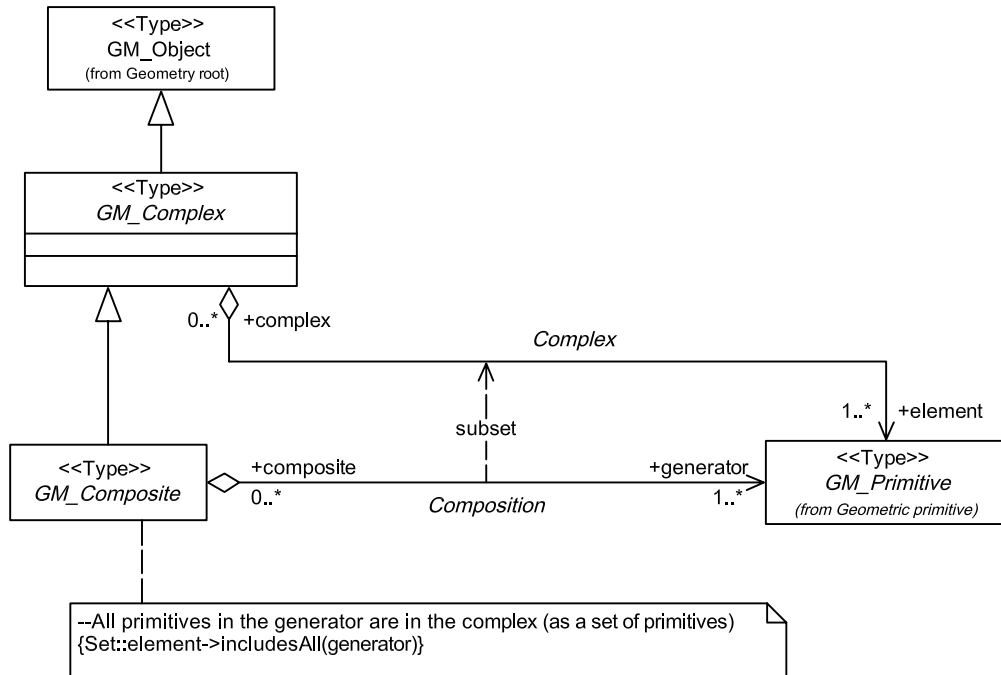 <<Type>>
GM_Object
(from Geometry root)
<<Type>>
GM_Complex
0..* +complex
Complex
1..* +element
subset
<<Type>>
GM_Composite
+composite
0..*
Composition
+generator
1..*
<<Type>>
GM_Primitive
(from Geometric primitive)
--All primitives in the generator are in the complex (as a set of primitives)
{Set::element->includesAll(generator)}